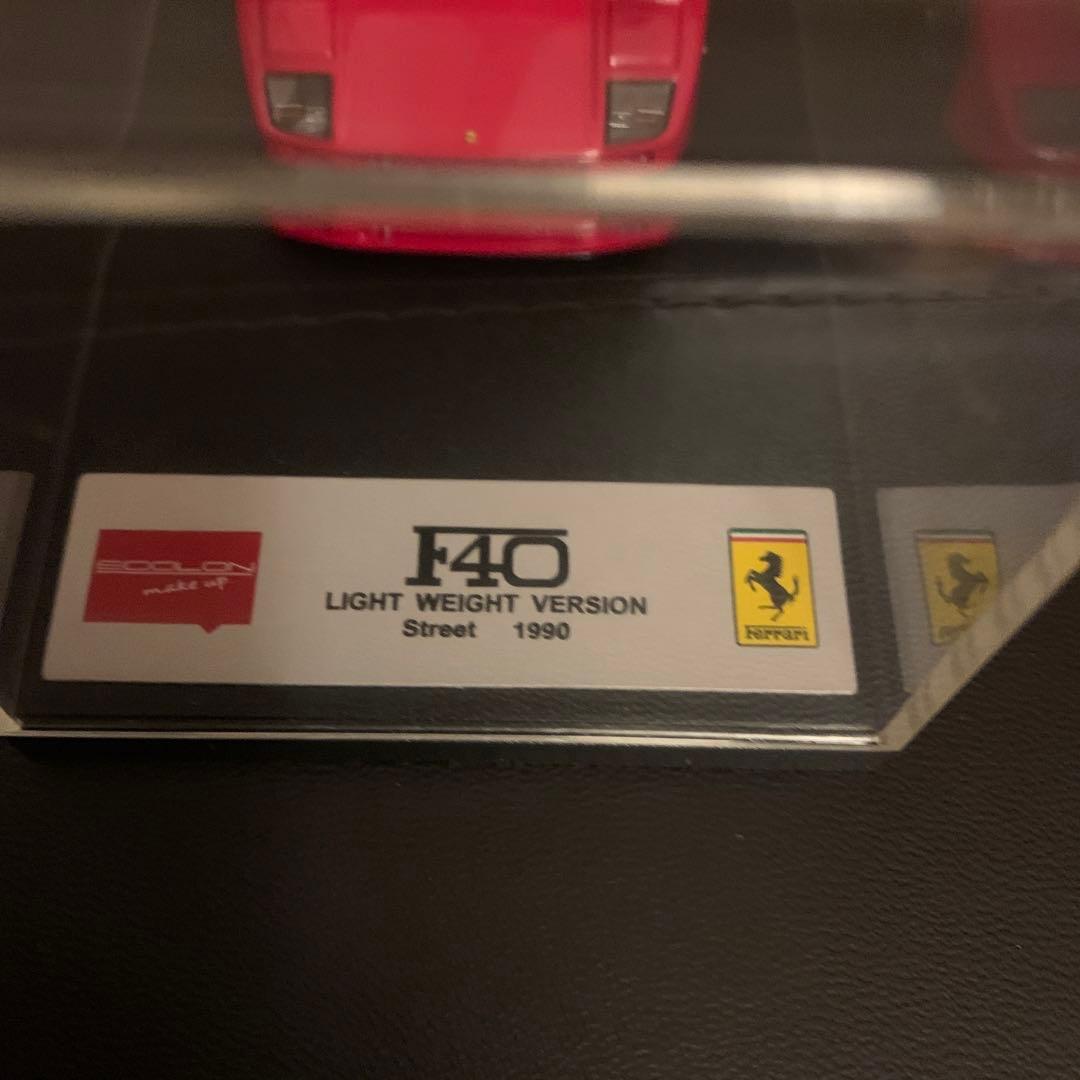 EIDOLON
make up
F40
LIGHT WEIGHT VERSION
Street 1990
Ferrari